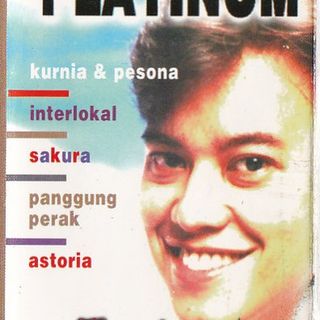 PLATINUM
kurnia & pesona
interlokal
sakura
panggung
perak
astoria